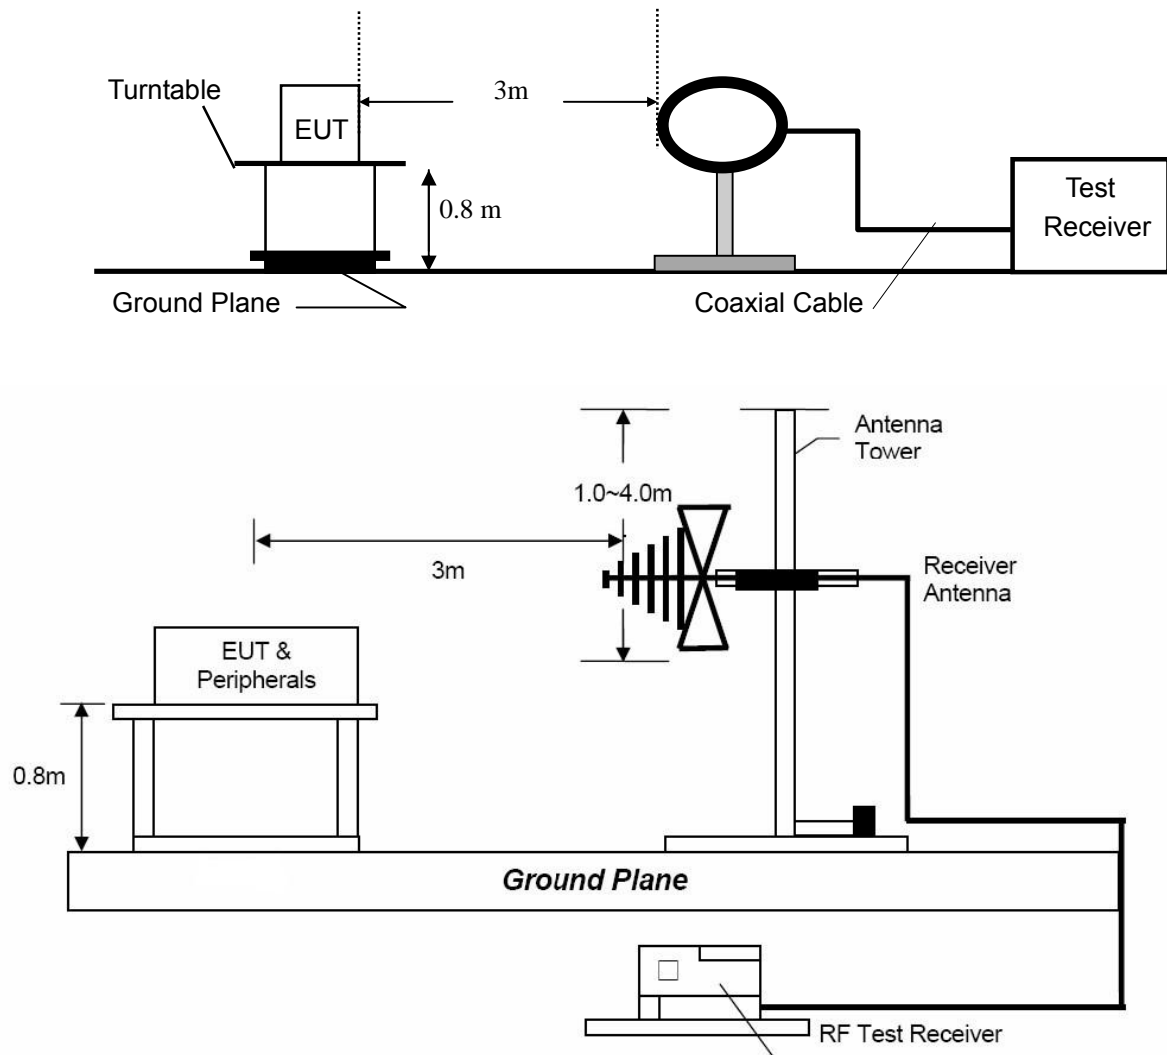 3m
Turntable
EUT
0.8 m
Test
Receiver
Ground Plane
Coaxial Cable
Antenna
Tower
1.0~4.0m
3m
Receiver
Antenna
EUT &
Peripherals
0.8m
Ground Plane
RF Test Receiver